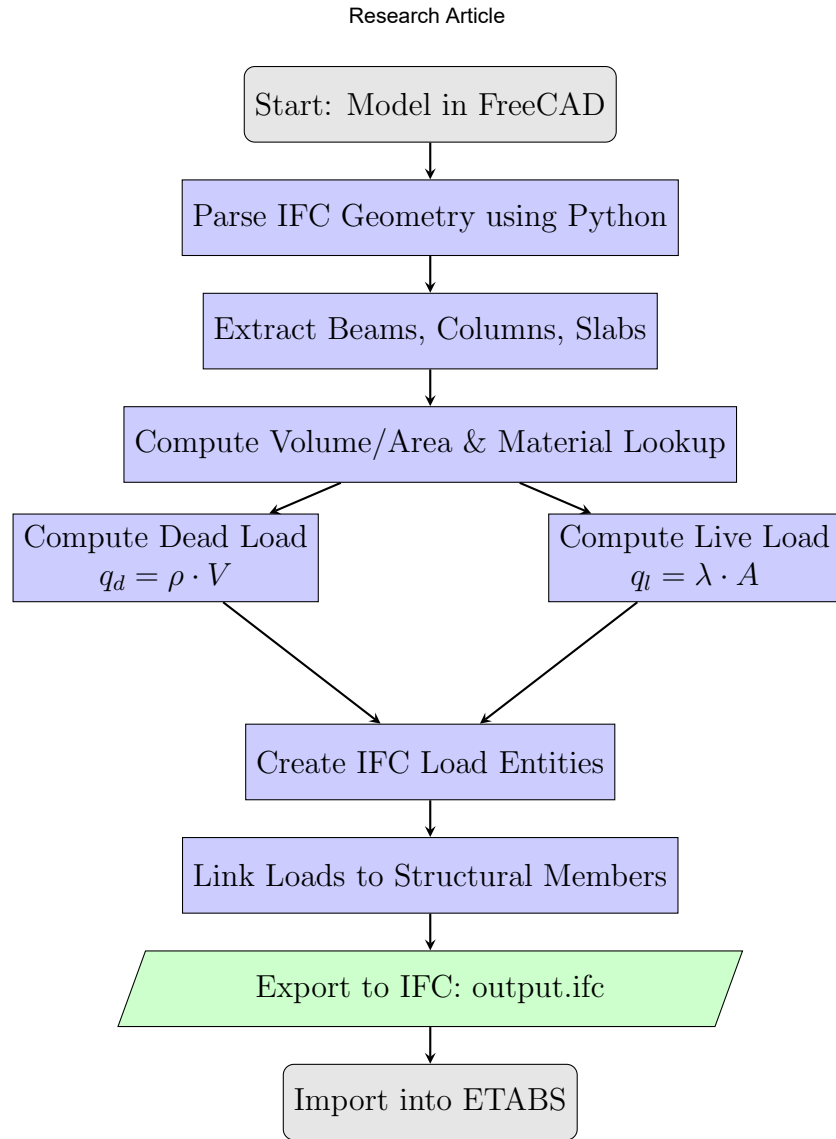 Research Article
Start: Model in FreeCAD
Parse IFC Geometry using Python
Extract Beams, Columns, Slabs
Compute Volume/Area & Material Lookup
Compute Dead Load
q_d = ρ · V
Compute Live Load
q_l = λ · A
Create IFC Load Entities
Link Loads to Structural Members
Export to IFC: output.ifc
Import into ETABS